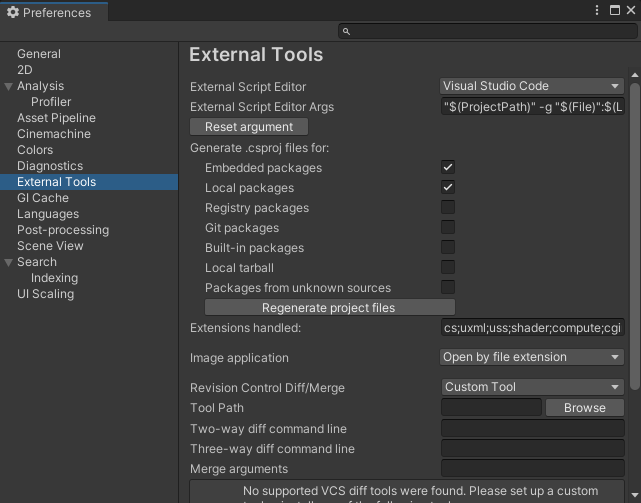 Preferences
General
2D
Analysis
Profiler
Asset Pipeline
Cinemachine
Colors
Diagnostics
External Tools
GI Cache
Languages
Post-processing
Scene View
Search
Indexing
UI Scaling
External Tools
External Script Editor Visual Studio Code
External Script Editor Args "$(ProjectPath)" -g "$(File)":$(L
Reset argument
Generate .csproj files for:
Embedded packages
Local packages
Registry packages
Git packages
Built-in packages
Local tarball
Packages from unknown sources
Regenerate project files
Extensions handled: cs;uxml;uss;shader;compute;cgi
Image application Open by file extension
Revision Control Diff/Merge Custom Tool
Tool Path Browse
Two-way diff command line
Three-way diff command line
Merge arguments
No supported VCS diff tools were found. Please set up a custom